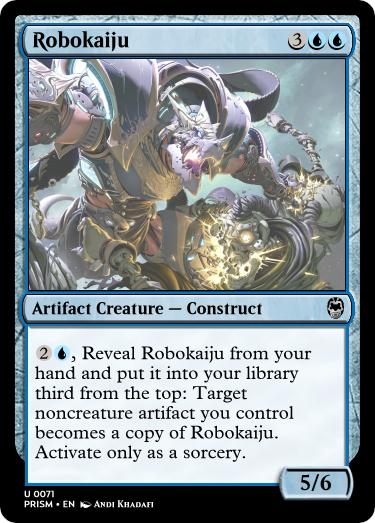 Robokaiju 3
Artifact Creature — Construct
2, Reveal Robokaiju from your
hand and put it into your library
third from the top: Target
noncreature artifact you control
becomes a copy of Robokaiju.
Activate only as a sorcery.
5/6
U 0071
PRISM • EN Andi Khadafi